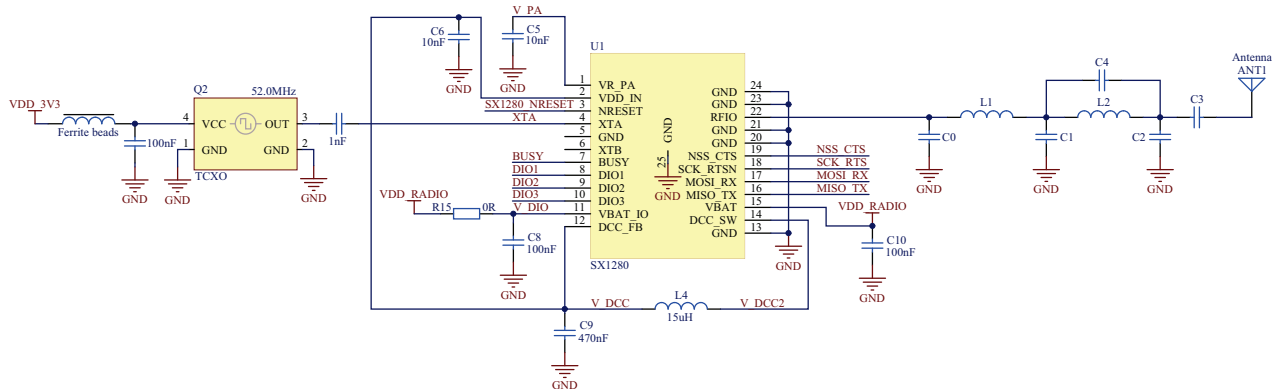 V_PA
C6
10nF
GND
C5
10nF
GND
U1
Antenna
ANT1
Q2
52.0MHz
VDD_3V3
Ferrite beads
100nF
GND
4
VCC
OUT
3
1
GND
GND
2
TCXO
GND
GND
1nF
SX1280_NRESET
XTA
BUSY
DIO1
DIO2
DIO3
VDD_RADIO
R15
0R
V_DIO
C8
100nF
GND
1
VR_PA
2
VDD_IN
3
NRESET
4
XTA
5
GND
6
XTB
7
BUSY
8
DIO1
9
DIO2
10
DIO3
11
VBAT_IO
12
DCC_FB
GND
25
GND
24
GND
23
GND
22
RFIO
21
GND
20
GND
19
NSS_CTS
18
SCK_RTSN
17
MOSI_RX
16
MISO_TX
15
VBAT
14
DCC_SW
13
GND
SX1280
NSS_CTS
SCK_RTS
MOSI_RX
MISO_TX
VDD_RADIO
C10
100nF
GND
GND
C0
GND
L1
C4
L2
C1
GND
C2
GND
C3
V_DCC
L4
15uH
V_DCC2
C9
470nF
GND